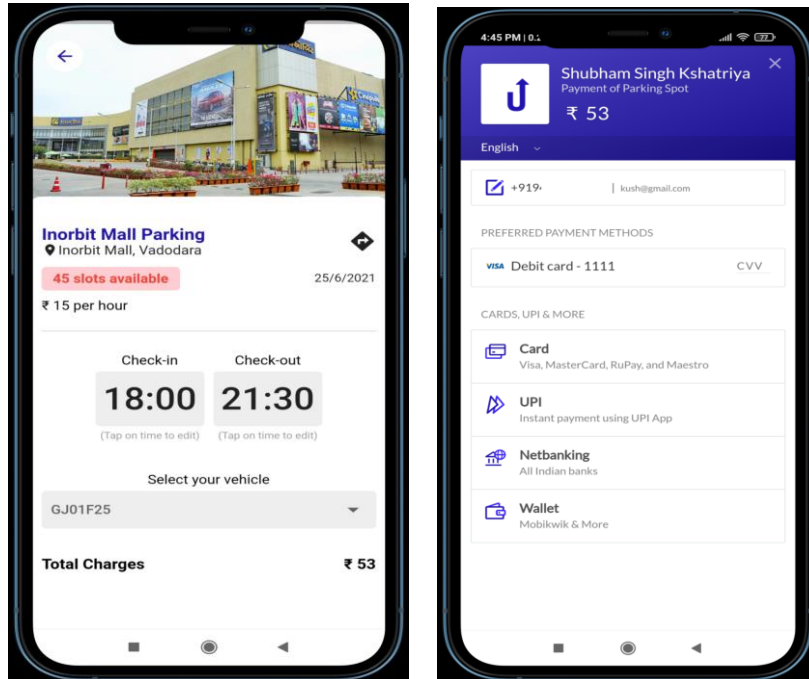 Inorbit Mall Parking
Inorbit Mall, Vadodara
45 slots available
25/6/2021
₹ 15 per hour
Check-in Check-out
18:00 21:30
(Tap on time to edit) (Tap on time to edit)
Select your vehicle
GJ01F25
Total Charges ₹ 53
4:45 PM | 0.
77
Shubham Singh Kshatriya
Payment of Parking Spot
₹ 53
English
+919 | kush@gmail.com
PREFERRED PAYMENT METHODS
VISA Debit card - 1111 CVV
CARDS, UPI & MORE
Card
Visa, MasterCard, RuPay, and Maestro
UPI
Instant payment using UPI App
Netbanking
All Indian banks
Wallet
Mobikwik & More